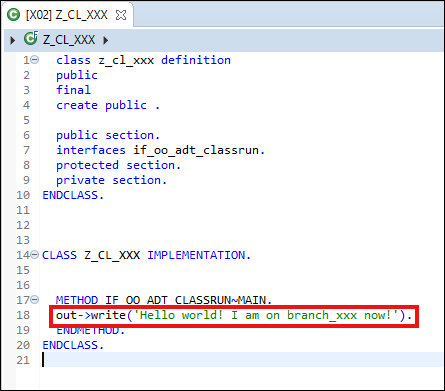 [X02] Z_CL_XXX
Z_CL_XXX
1 class z_cl_xxx definition
2 public
3 final
4 create public .
5
6 public section.
7 interfaces if_oo_adt_classrun.
8 protected section.
9 private section.
10 ENDCLASS.
11
12
13
14 CLASS Z_CL_XXX IMPLEMENTATION.
15
16
17 METHOD IF_OO_ADT_CLASSRUN~MAIN.
18 out->write('Hello world! I am on branch_xxx now!').
19 ENDMETHOD.
20 ENDCLASS.
21